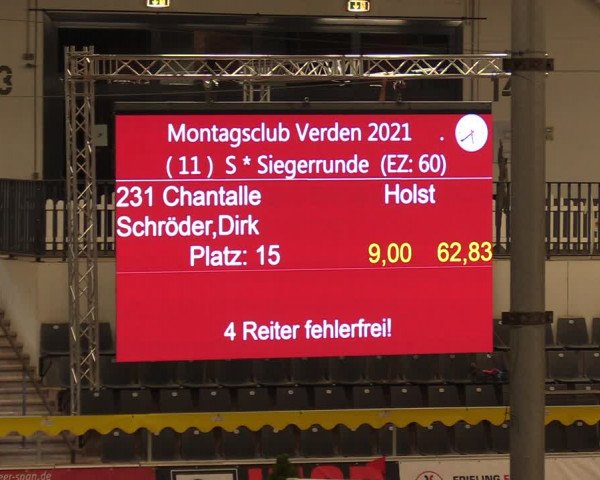 Montagsclub Verden 2021 .
( 11 ) S * Siegerrunde (EZ: 60)
231 Chantalle Holst
Schröder,Dirk
Platz: 15 9,00 62,83
4 Reiter fehlerfrei!
FRIELING